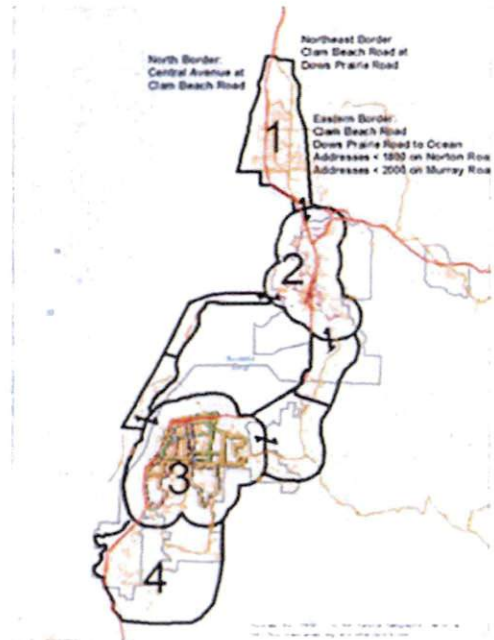 Northeast Border
Clam Beach Road at
Dows Prairie Road
North Border:
Central Avenue at
Clam Beach Road
Eastern Border:
Clam Beach Road
Dows Prairie Road to Ocean
Addresses < 1800 on Norton Roa
Addresses < 2000 on Murray Roa
1
2
3
4